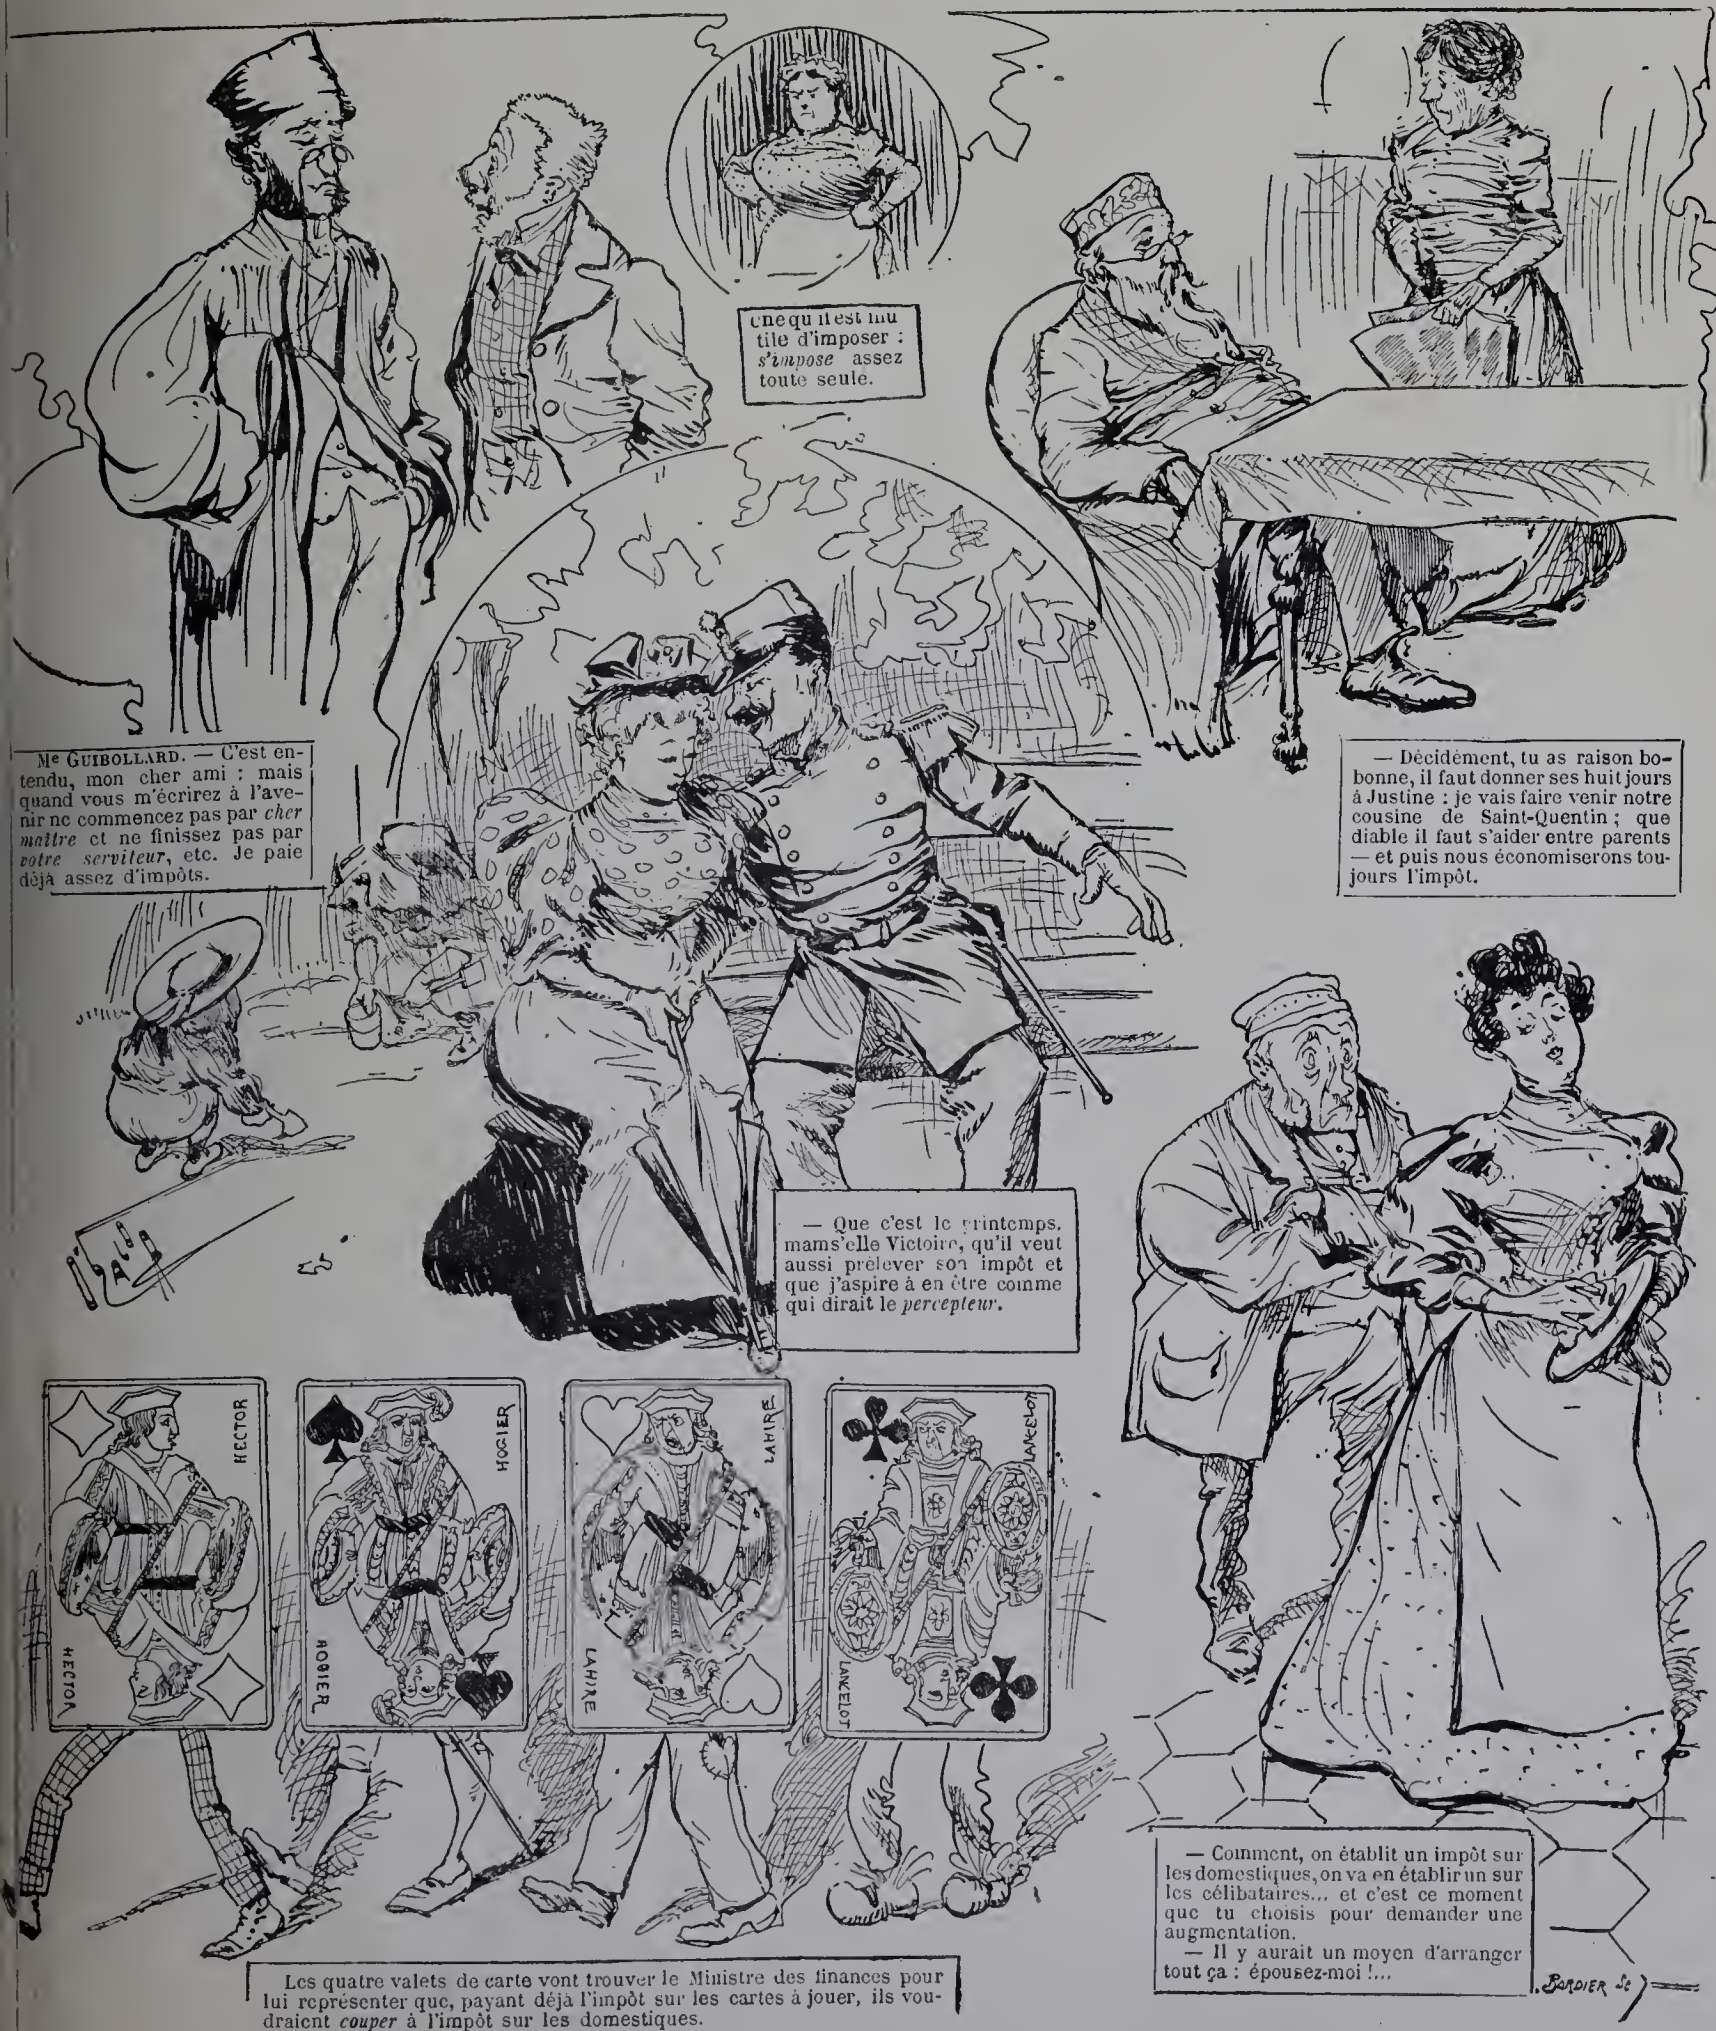 Une qu'il est inu
tile d'imposer :
s'impose assez
toute seule.
Me GUIBOLLARD. — C'est en-
tendu, mon cher ami ; mais
quand vous m'écrirez à l'ave-
nir ne commencez pas par cher
maître et ne finissez pas par
votre serviteur, etc. Je paie
déjà assez d'impôts.
— Décidément, tu as raison bo-
bonne, il faut donner ses huit jours
à Justine : je vais faire venir notre
cousine de Saint-Quentin ; que
diable il faut s'aider entre parents
— et puis nous économiserons tou-
jours l'impôt.
— Que c'est le printemps,
mams'elle Victoire, qu'il veut
aussi prélever son impôt et
que j'aspire à en être comme
qui dirait le percepteur.
HECTOR
HECTOR
HOGIER
HOGIER
LAHIRE
LAHIRE
LANCELOT
LANCELOT
Les quatre valets de carte vont trouver le Ministre des finances pour
lui représenter que, payant déjà l'impôt sur les cartes à jouer, ils vou-
draient couper à l'impôt sur les domestiques.
— Comment, on établit un impôt sur
les domestiques, on va en établir un sur
les célibataires... et c'est ce moment
que tu choisis pour demander une
augmentation.
— Il y aurait un moyen d'arranger
tout ça : épousez-moi !...
BORDIER Sc